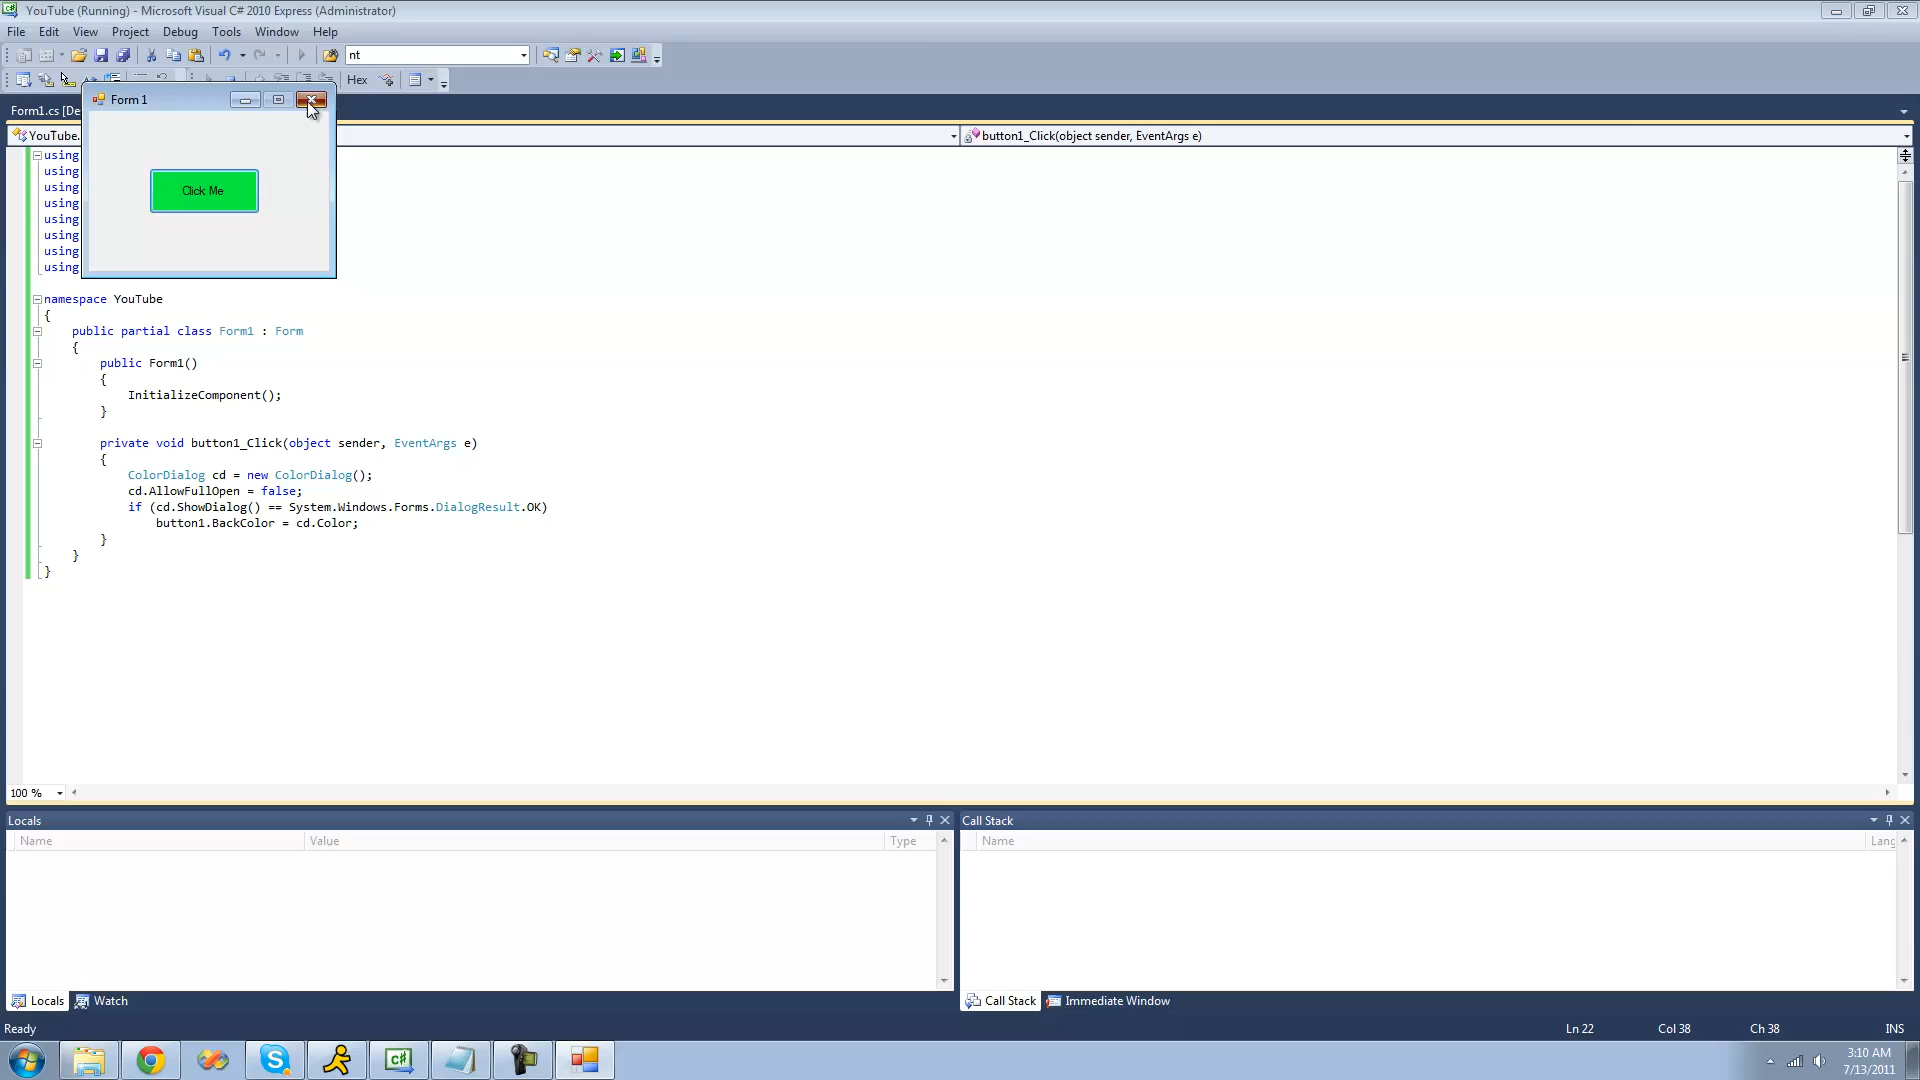 YouTube (Running) - Microsoft Visual C# 2010 Express (Administrator)
File Edit View Project Debug Tools Window Help
nt
Hex
Form1.cs [De
Form1
YouTube.
button1_Click(object sender, EventArgs e)
Click Me
using
using
using
using
using
using
using
using
namespace YouTube
{
public partial class Form1 : Form
{
public Form1()
{
InitializeComponent();
}
private void button1_Click(object sender, EventArgs e)
{
ColorDialog cd = new ColorDialog();
cd.AllowFullOpen = false;
if (cd.ShowDialog() == System.Windows.Forms.DialogResult.OK)
button1.BackColor = cd.Color;
}
}
}
100 %
Locals
Call Stack
Name Value Type
Name Lang
Locals Watch
Call Stack Immediate Window
Ready
Ln 22 Col 38 Ch 38 INS
3:10 AM
7/13/2011